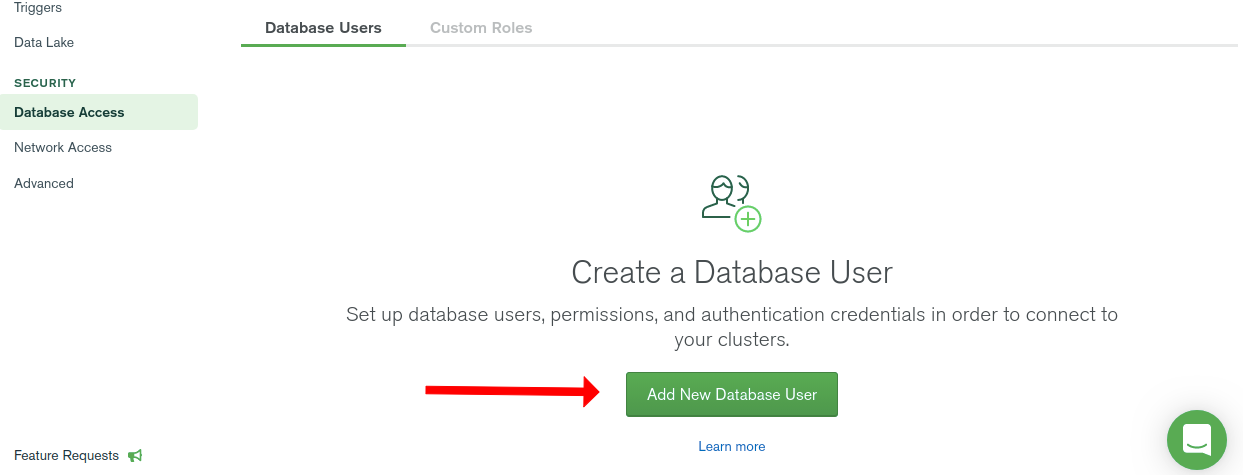 Triggers
Data Lake
SECURITY
Database Access
Network Access
Advanced
Feature Requests
Database Users
Custom Roles
Create a Database User
Set up database users, permissions, and authentication credentials in order to connect to
your clusters.
Add New Database User
Learn more